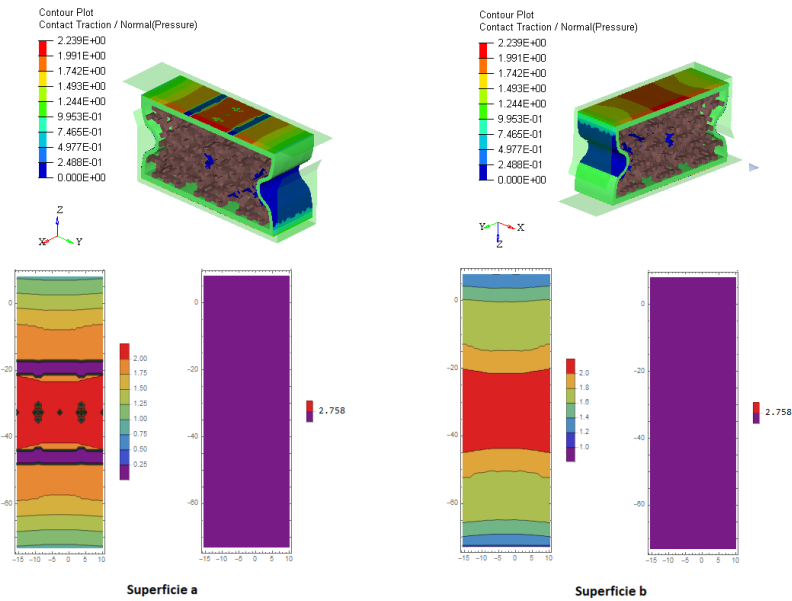 Contour Plot
Contact Traction / Normal(Pressure)
2.239E+00
1.991E+00
1.742E+00
1.493E+00
1.244E+00
9.953E-01
7.465E-01
4.977E-01
2.488E-01
0.000E+00
Z
X
Y
Contour Plot
Contact Traction / Normal(Pressure)
2.239E+00
1.991E+00
1.742E+00
1.493E+00
1.244E+00
9.953E-01
7.465E-01
4.977E-01
2.488E-01
0.000E+00
Y
X
Z
0
-20
-40
-60
-15 -10 -5 0 5 10
2.00
1.75
1.50
1.25
1.00
0.75
0.50
0.25
0
-20
-40
-60
-15 -10 -5 0 5 10
2.758
0
-20
-40
-60
-15 -10 -5 0 5 10
2.0
1.8
1.6
1.4
1.2
1.0
0
-20
-40
-60
-15 -10 -5 0 5 10
2.758
Superficie a
Superficie b